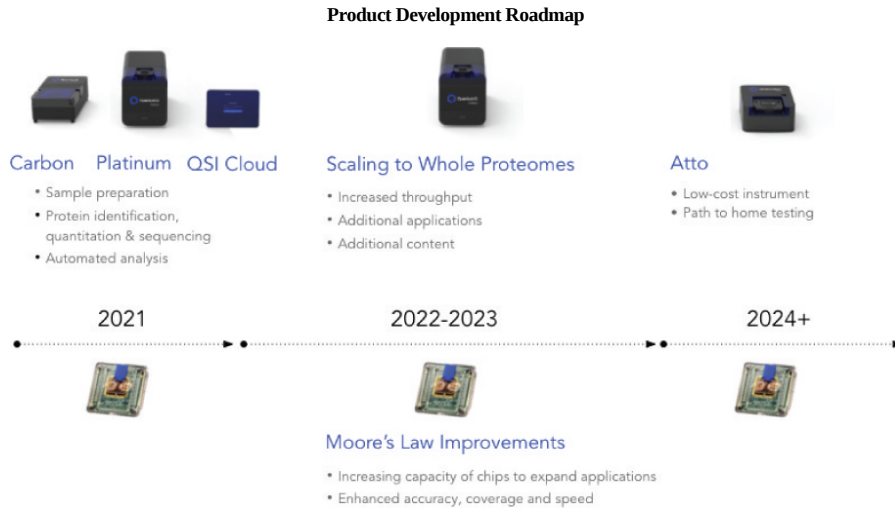 Product Development Roadmap
Carbon Platinum QSI Cloud
• Sample preparation
• Protein identification,
quantitation & sequencing
• Automated analysis
Scaling to Whole Proteomes
• Increased throughput
• Additional applications
• Additional content
Atto
• Low-cost instrument
• Path to home testing
2021
2022-2023
2024+
Moore's Law Improvements
• Increasing capacity of chips to expand applications
• Enhanced accuracy, coverage and speed